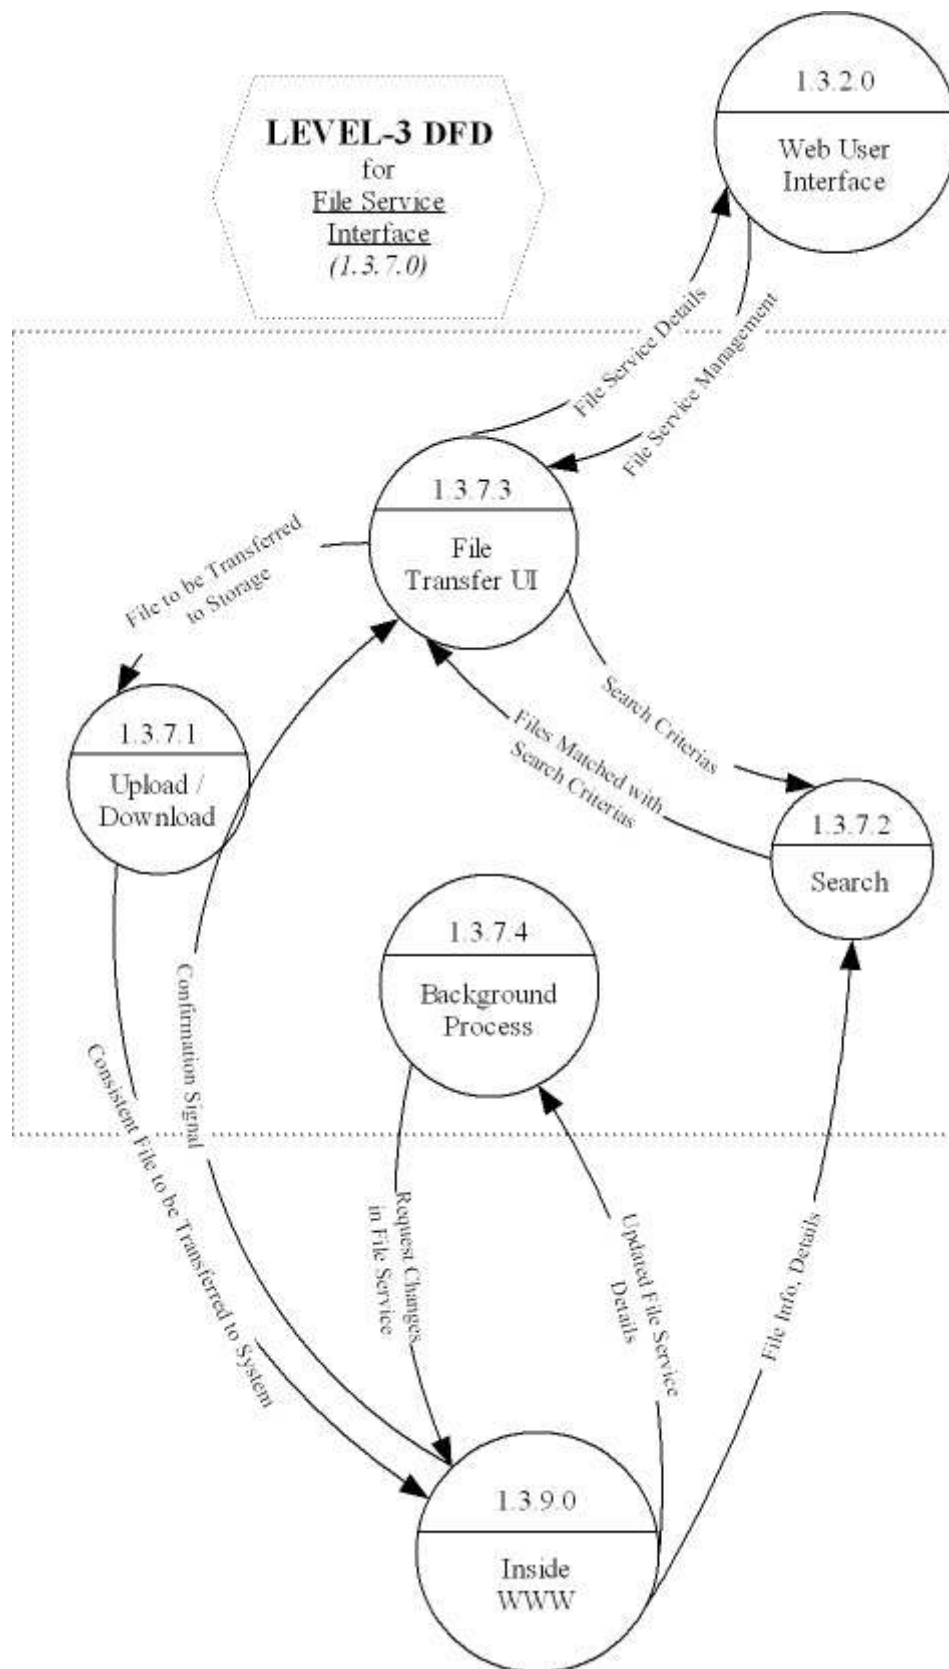 1.3.2.0
Web User
Interface
LEVEL-3 DFD
for
File Service
Interface
(1.3.7.0)
File Service Details
File Service Management
1.3.7.3
File
Transfer UI
File to be Transferred
to Storage
Search Criterias
Files Matched with
Search Criterias
1.3.7.1
Upload /
Download
1.3.7.2
Search
1.3.7.4
Background
Process
Confirmation Signal
Consistent File to be Transferred to System
Request Changes
in File Service
Updated File Service
Details
File Info, Details
1.3.9.0
Inside
WWW